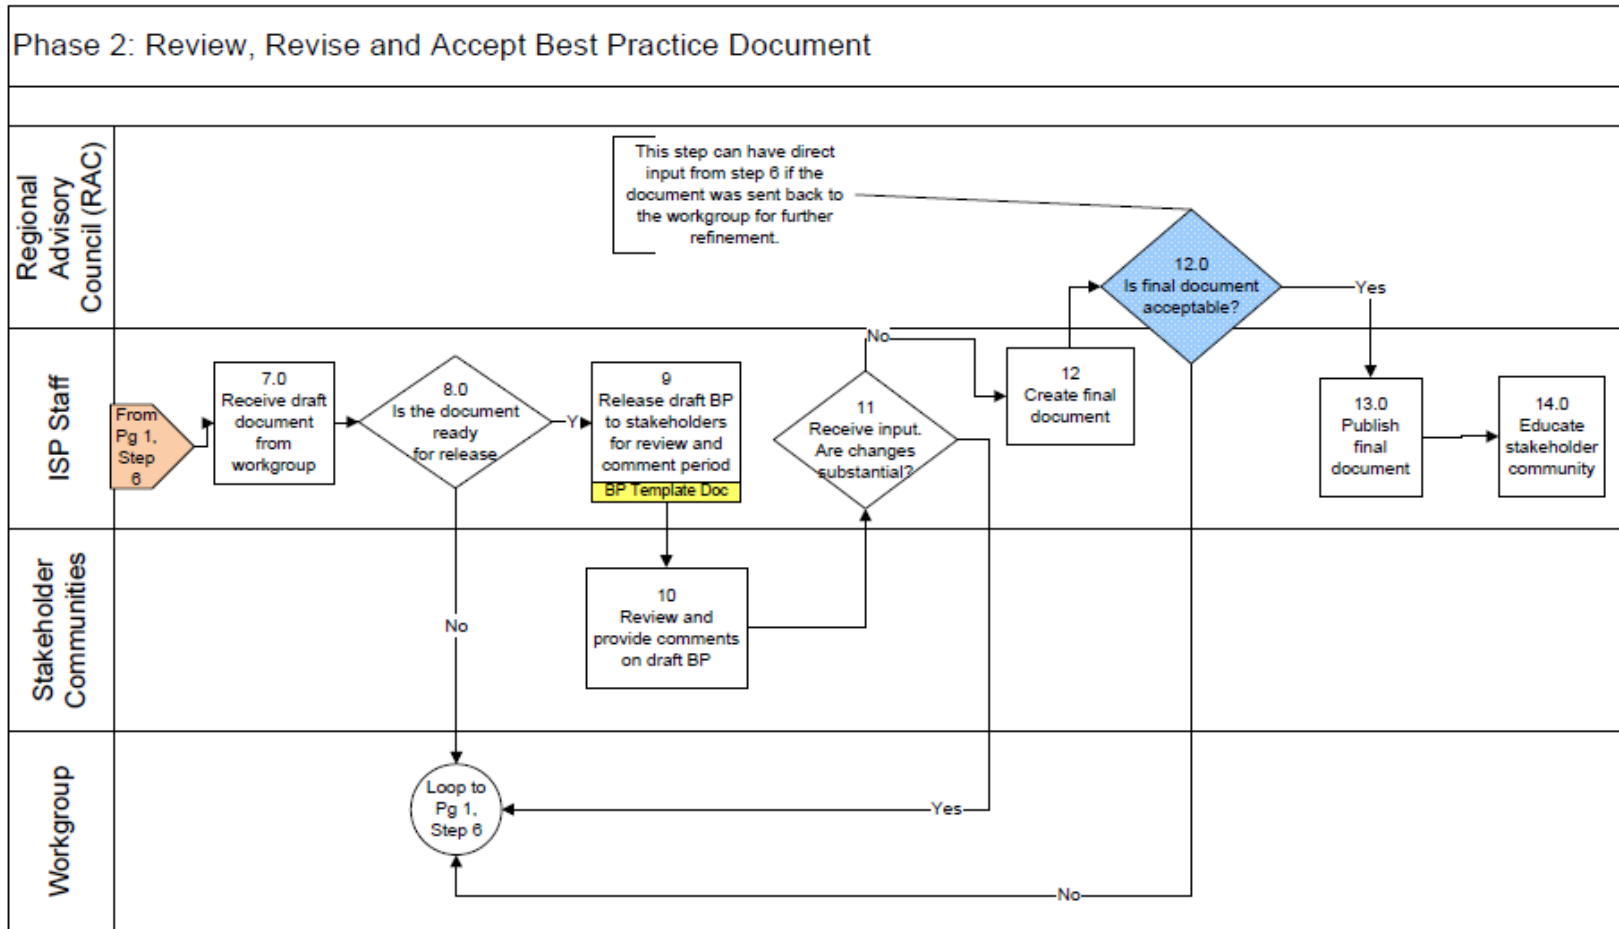 Phase 2: Review, Revise and Accept Best Practice Document
Regional
Advisory
Council (RAC)
This step can have direct
input from step 6 if the
document was sent back to
the workgroup for further
refinement.
12.0
Is final document
acceptable?
Yes
ISP Staff
From
Pg 1,
Step
6
7.0
Receive draft
document
from
workgroup
8.0
Is the document
ready
for release
Y
9
Release draft BP
to stakeholders
for review and
comment period
BP Template Doc
11
Receive input.
Are changes
substantial?
No
12
Create final
document
13.0
Publish
final
document
14.0
Educate
stakeholder
community
Stakeholder
Communities
No
10
Review and
provide comments
on draft BP
Workgroup
Loop to
Pg 1,
Step 6
Yes
No